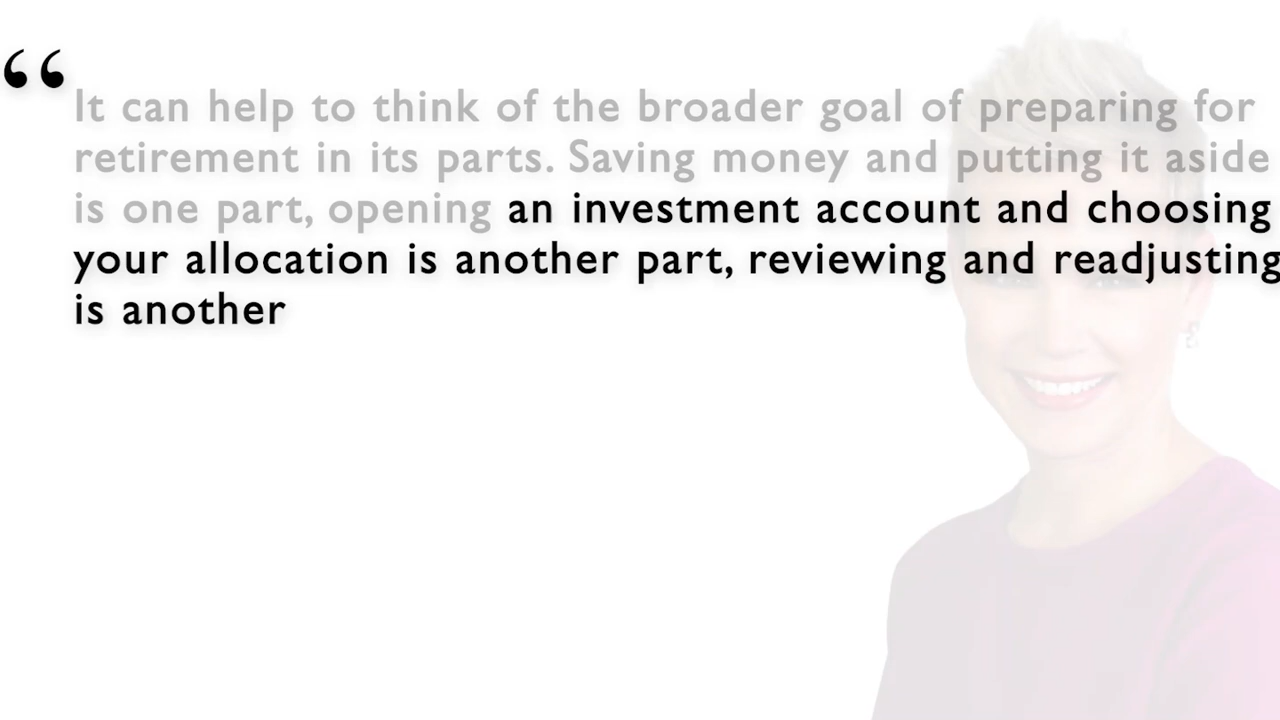 “It can help to think of the broader goal of preparing for
retirement in its parts. Saving money and putting it aside
is one part, opening an investment account and choosing
your allocation is another part, reviewing and readjusting
is another